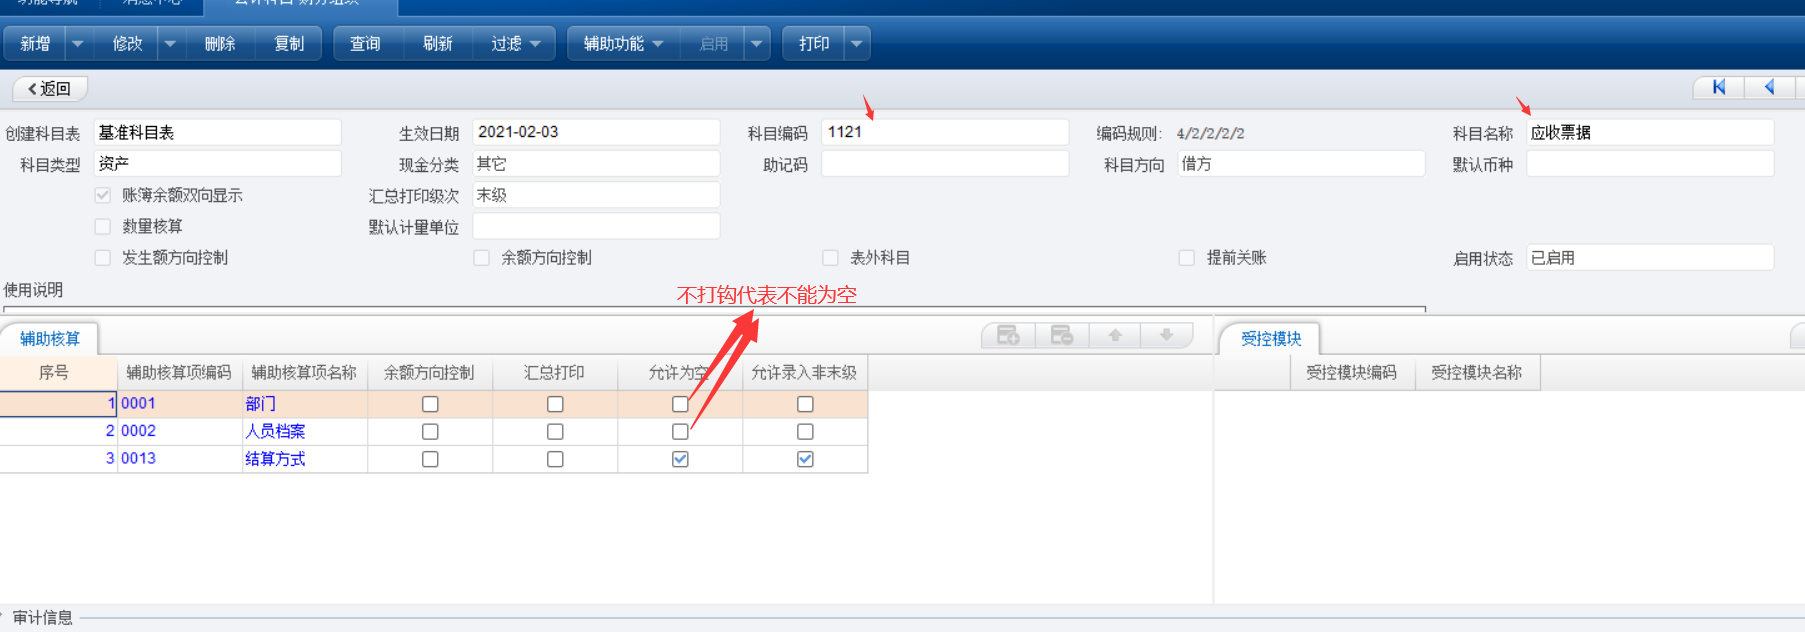 新增 修改 删除 复制 查询 刷新 过滤 辅助功能 启用 打印
返回
创建科目表 基准科目表 生效日期 2021-02-03 科目编码 1121 编码规则: 4/2/2/2/2 科目名称 应收票据
科目类型 资产 现金分类 其它 助记码 科目方向 借方 默认币种
账簿余额双向显示 汇总打印级次 末级
数量核算 默认计量单位
发生额方向控制 余额方向控制 表外科目 提前关账 启用状态 已启用
使用说明
不打钩代表不能为空
辅助核算 受控模块
序号 辅助核算项编码 辅助核算项名称 余额方向控制 汇总打印 允许为空 允许录入非末级 受控模块编码 受控模块名称
1 0001 部门
2 0002 人员档案
3 0013 结算方式
审计信息